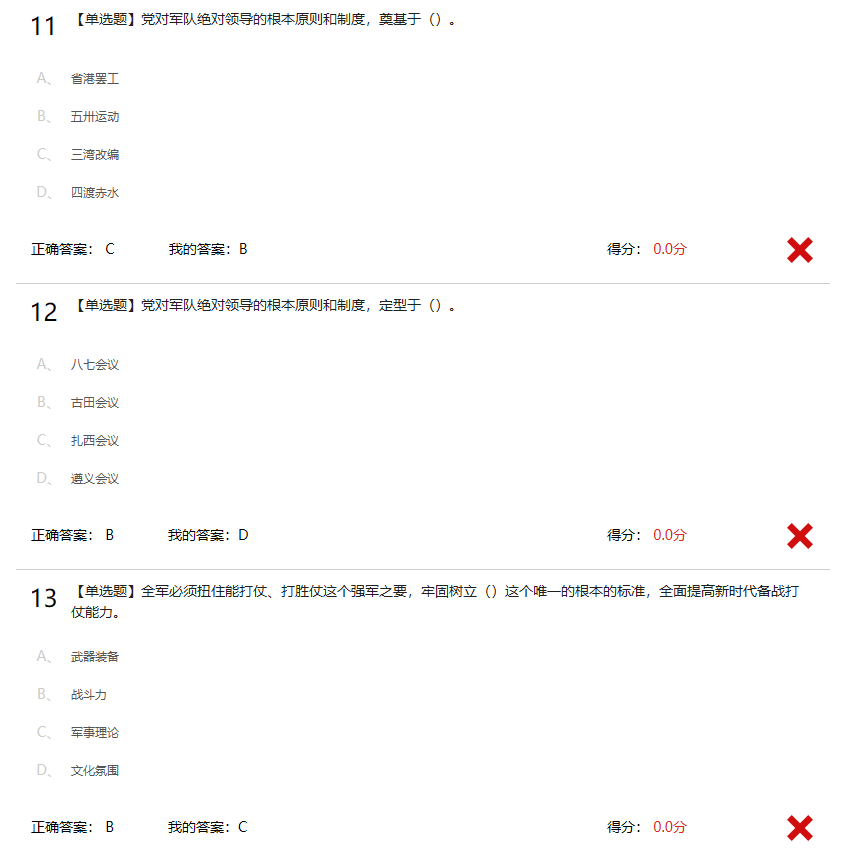 11 【单选题】党对军队绝对领导的根本原则和制度，奠基于（）。
A、 省港罢工
B、 五卅运动
C、 三湾改编
D、 四渡赤水
正确答案： C 我的答案：B 得分： 0.0分
12 【单选题】党对军队绝对领导的根本原则和制度，定型于（）。
A、 八七会议
B、 古田会议
C、 扎西会议
D、 遵义会议
正确答案： B 我的答案：D 得分： 0.0分
13 【单选题】全军必须扭住能打仗、打胜仗这个强军之要，牢固树立（）这个唯一的根本的标准，全面提高新时代备战打
仗能力。
A、 武器装备
B、 战斗力
C、 军事理论
D、 文化氛围
正确答案： B 我的答案：C 得分： 0.0分